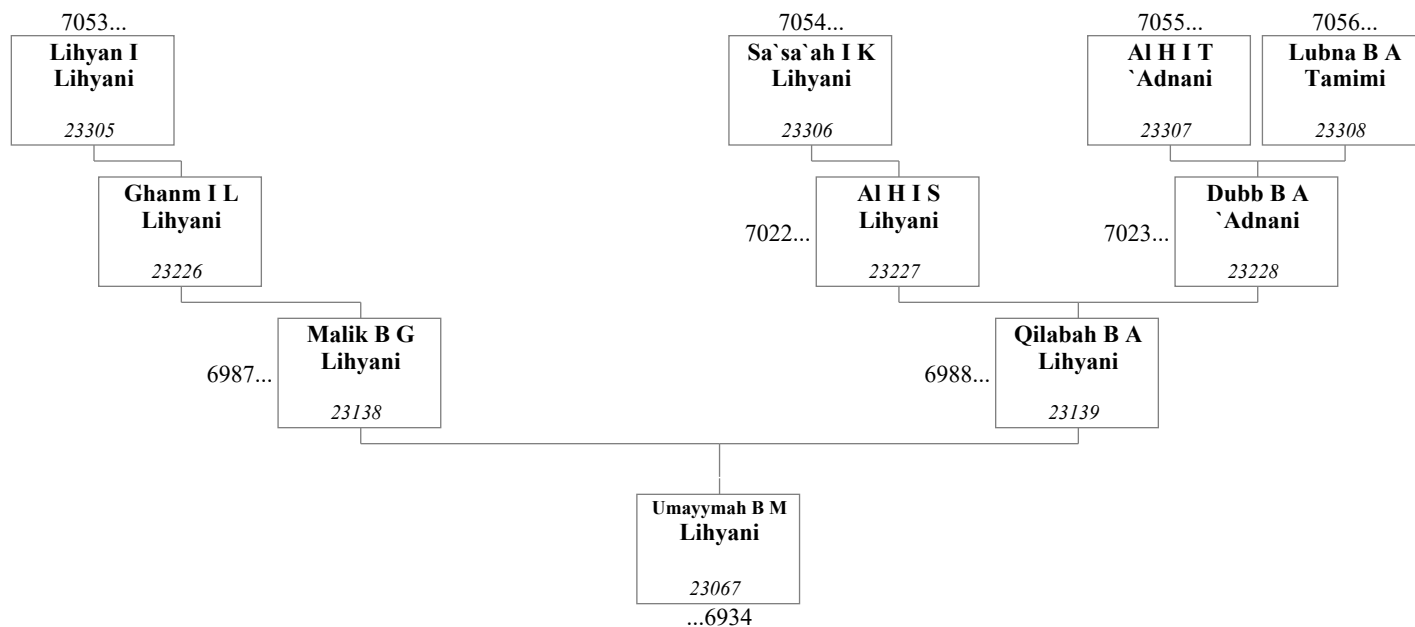 7053...
Lihyan I
Lihyani
23305
7054...
Sa`sa`ah I K
Lihyani
23306
7055...
Al H I T
`Adnani
23307
7056...
Lubna B A
Tamimi
23308
Ghanm I L
Lihyani
23226
7022...
Al H I S
Lihyani
23227
7023...
Dubb B A
`Adnani
23228
6987...
Malik B G
Lihyani
23138
6988...
Qilabah B A
Lihyani
23139
Umayymah B M
Lihyani
23067
...6934